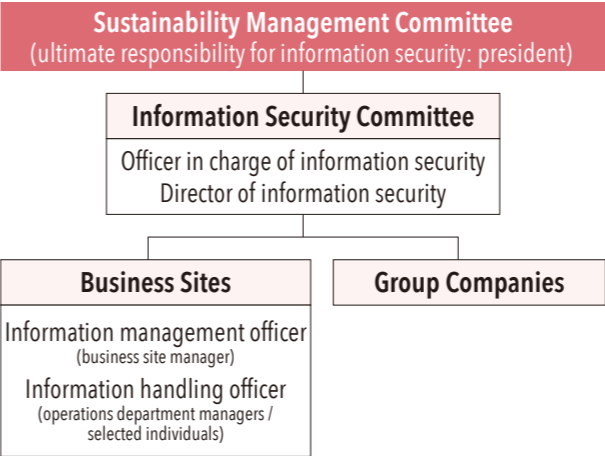 Sustainability Management Committee
(ultimate responsibility for information security: president)
Information Security Committee
Officer in charge of information security
Director of information security
Business Sites
Information management officer
(business site manager)
Information handling officer
(operations department managers /
selected individuals)
Group Companies